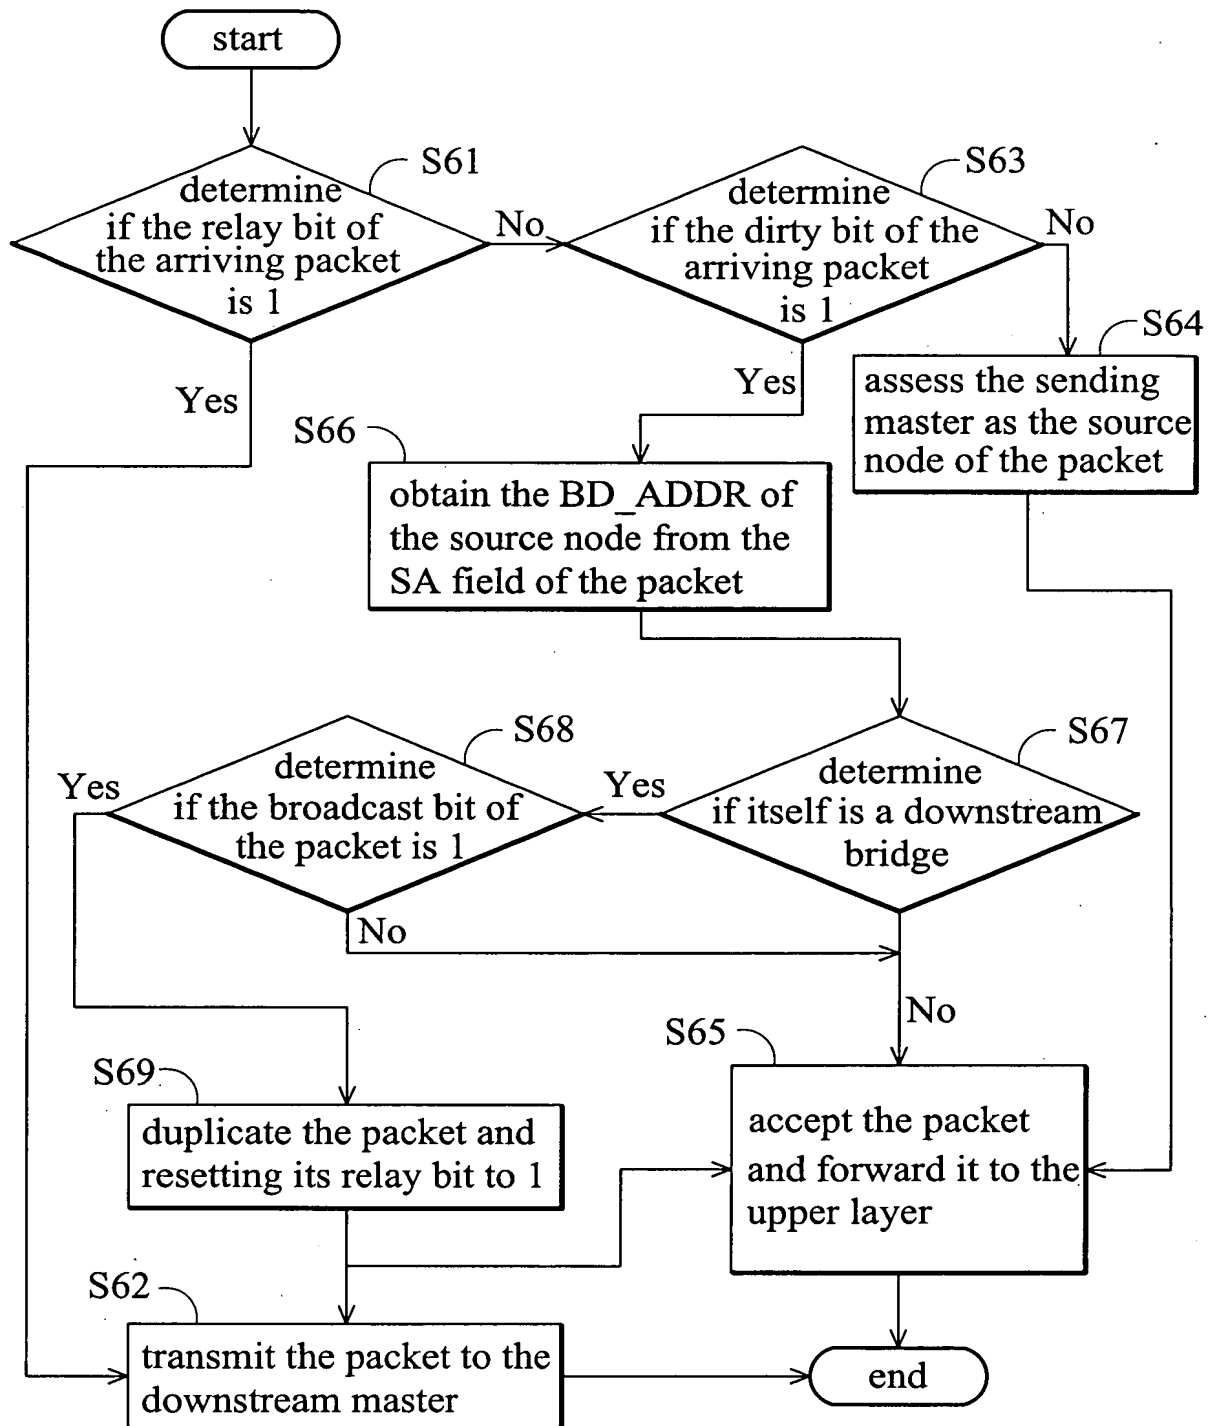 start
S61
determine
if the relay bit of
the arriving packet
is 1
No
S63
determine
if the dirty bit of the
arriving packet
is 1
No
Yes
Yes
S64
assess the sending
master as the source
node of the packet
S66
obtain the BD_ADDR of
the source node from the
SA field of the packet
S68
determine
if the broadcast bit of
the packet is 1
Yes
Yes
S67
determine
if itself is a downstream
bridge
No
No
S69
duplicate the packet and
resetting its relay bit to 1
S65
accept the packet
and forward it to the
upper layer
S62
transmit the packet to the
downstream master
end